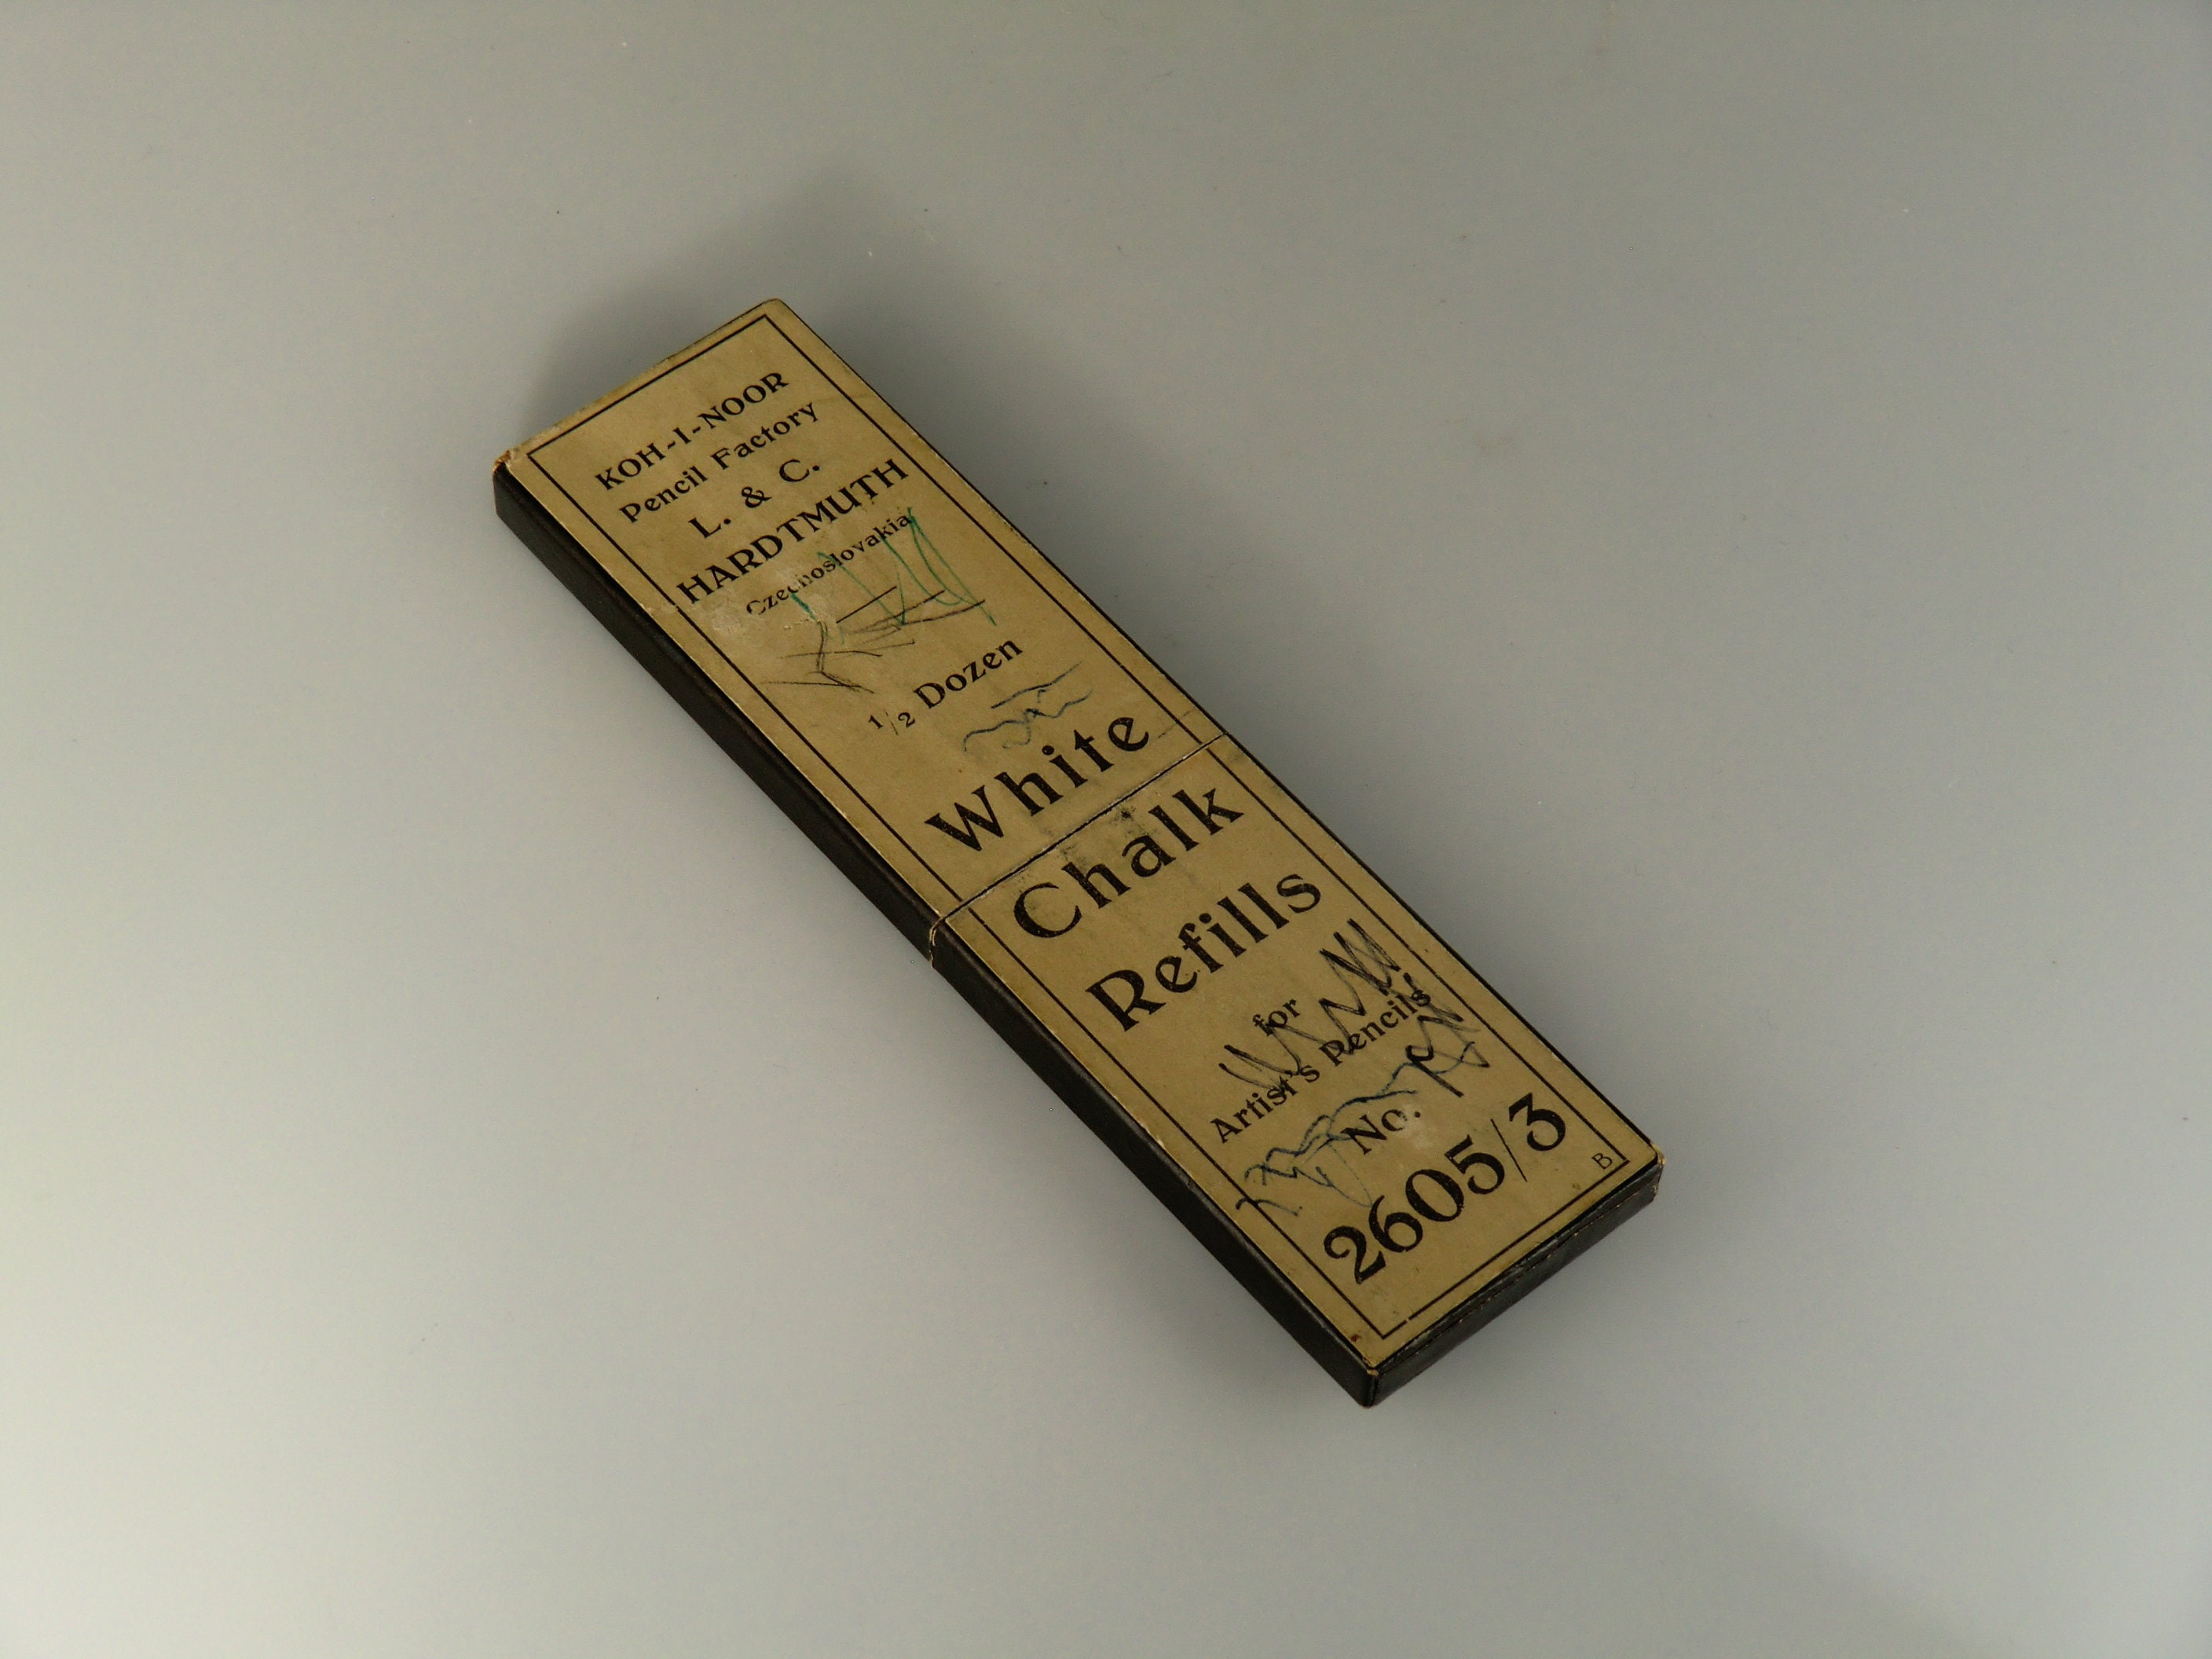 KOH-I-NOOR
Pencil Factory
L. & C.
HARDTMUTH
Czechoslovakia
1/2 Dozen
White
Chalk
Refills
for
Artist's Pencils
No.
2605/3
B